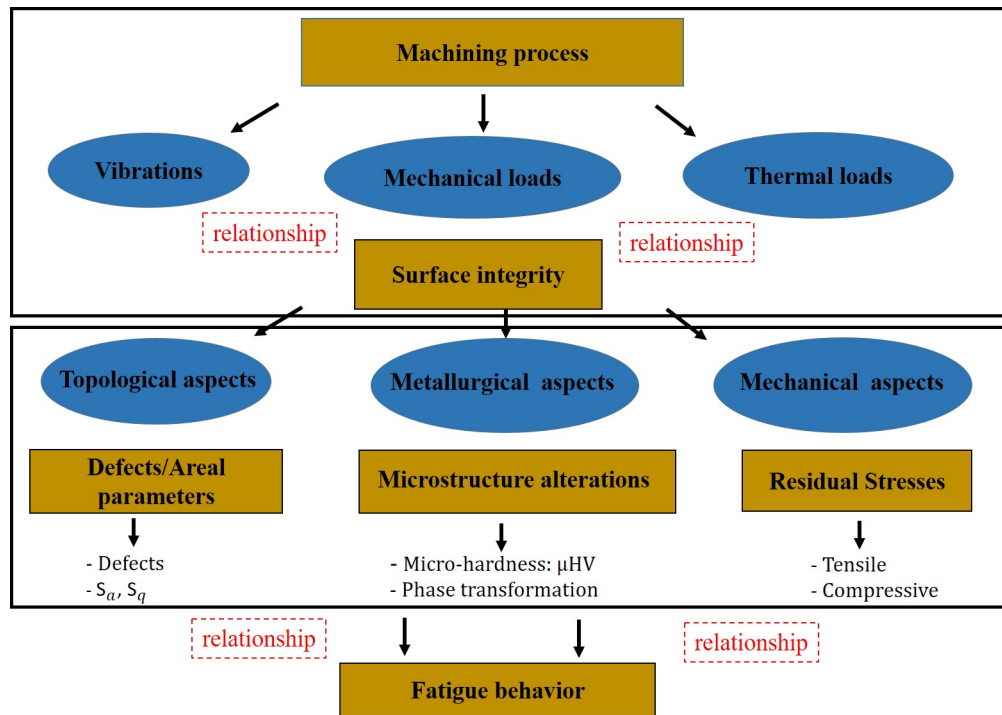 Machining process
Vibrations
Mechanical loads
Thermal loads
relationship
relationship
Surface integrity
Topological aspects
Metallurgical aspects
Mechanical aspects
Defects/Areal
parameters
Microstructure alterations
Residual Stresses
- Defects
- Sₐ, S_q
- Micro-hardness: μHV
- Phase transformation
- Tensile
- Compressive
relationship
relationship
Fatigue behavior